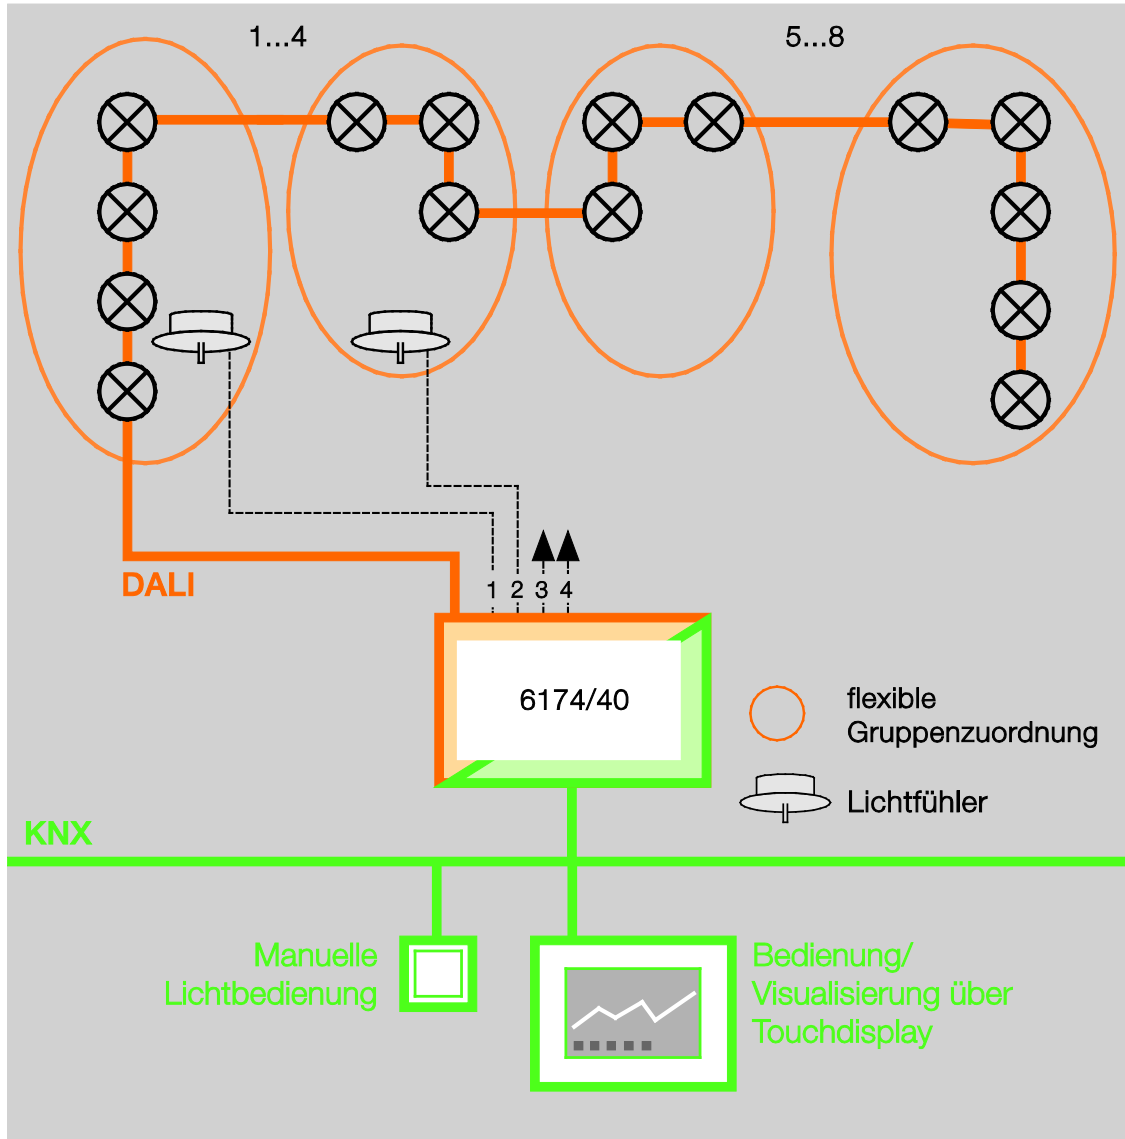 1...4
5...8
DALI
1 2 3 4
6174/40
flexible
Gruppenzuordnung
Lichtfühler
KNX
Manuelle
Lichtbedienung
Bedienung/
Visualisierung über
Touchdisplay